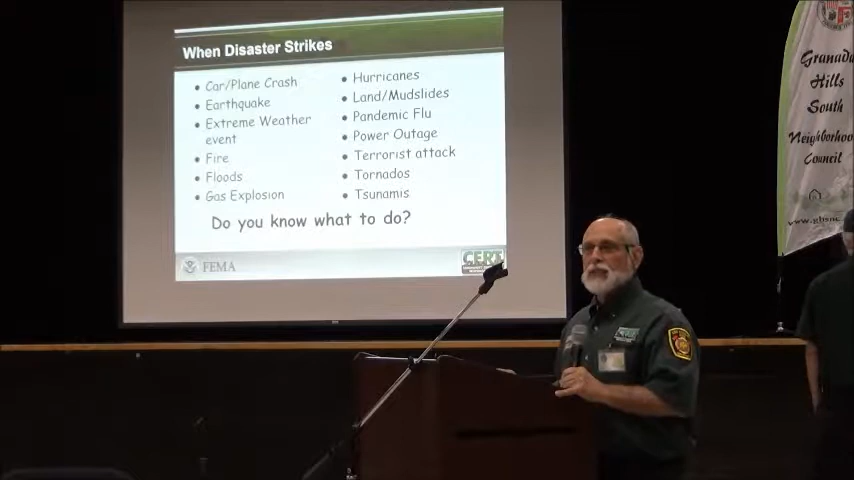 When Disaster Strikes
• Car/Plane Crash
• Earthquake
• Extreme Weather
event
• Fire
• Floods
• Gas Explosion
• Hurricanes
• Land/Mudslides
• Pandemic Flu
• Power Outage
• Terrorist attack
• Tornados
• Tsunamis
Do you know what to do?
FEMA
CERT
Granada
Hills
South
Neighborhood
Council